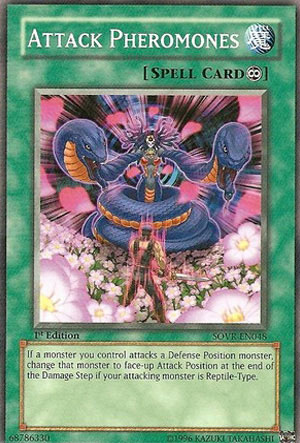 ATTACK PHEROMONES
[SPELL CARD]
1st Edition
SOVR-EN048
If a monster you control attacks a Defense Position monster,
change that monster to face-up Attack Position at the end of
the Damage Step if your attacking monster is Reptile-Type.
68786330
©1996 KAZUKI TAKAHASHI